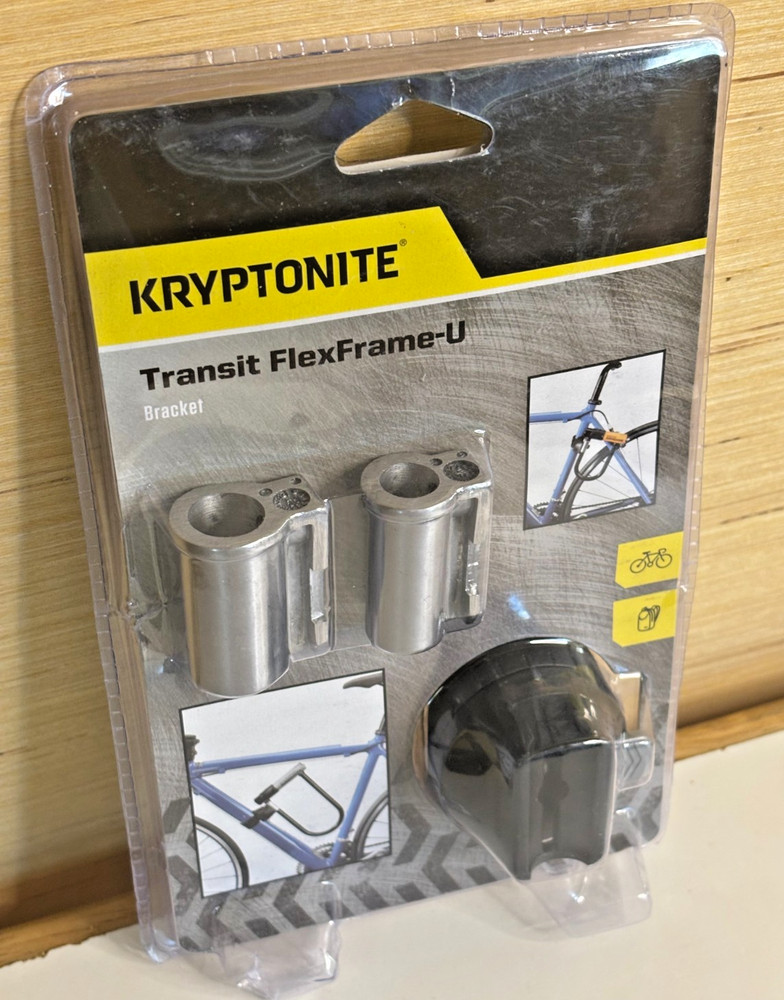 KRYPTONITE®
Transit FlexFrame-U
Bracket